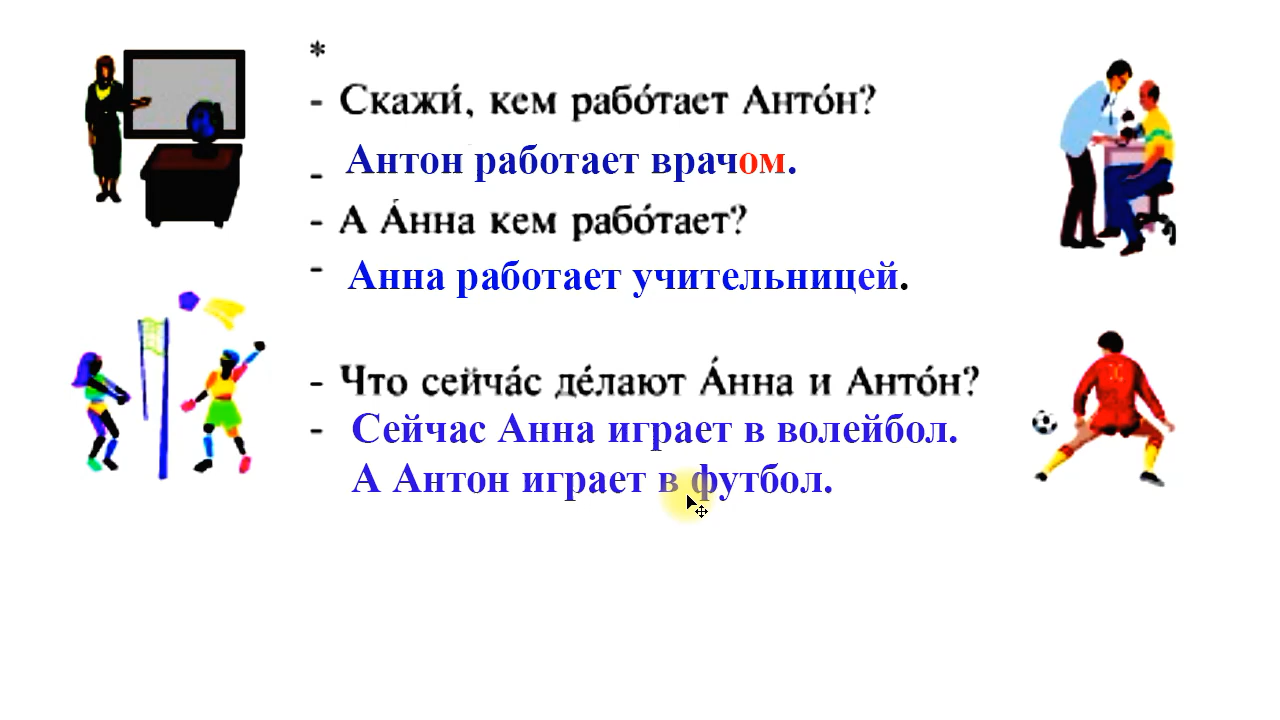 *
- Скажи́, кем рабо́тает Анто́н?
- Антон работает врачом.
- А А́нна кем рабо́тает?
- Анна работает учительницей.
- Что сейча́с де́лают А́нна и Анто́н?
- Сейчас Анна играет в волейбол.
А Антон играет в футбол.